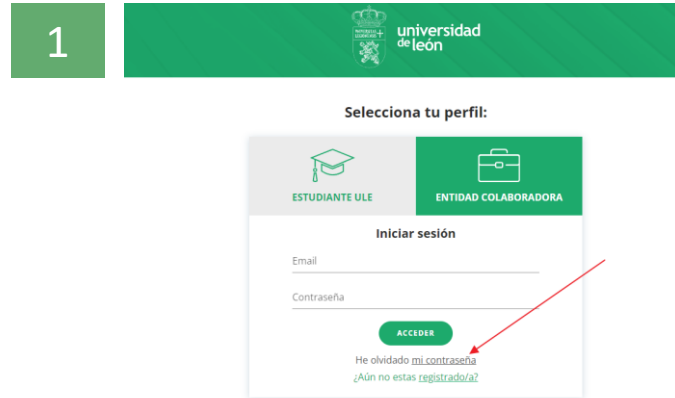 1
universidad
de león
Selecciona tu perfil:
ESTUDIANTE ULE
ENTIDAD COLABORADORA
Iniciar sesión
Email
Contraseña
ACCEDER
He olvidado mi contraseña
¿Aún no estas registrado/a?